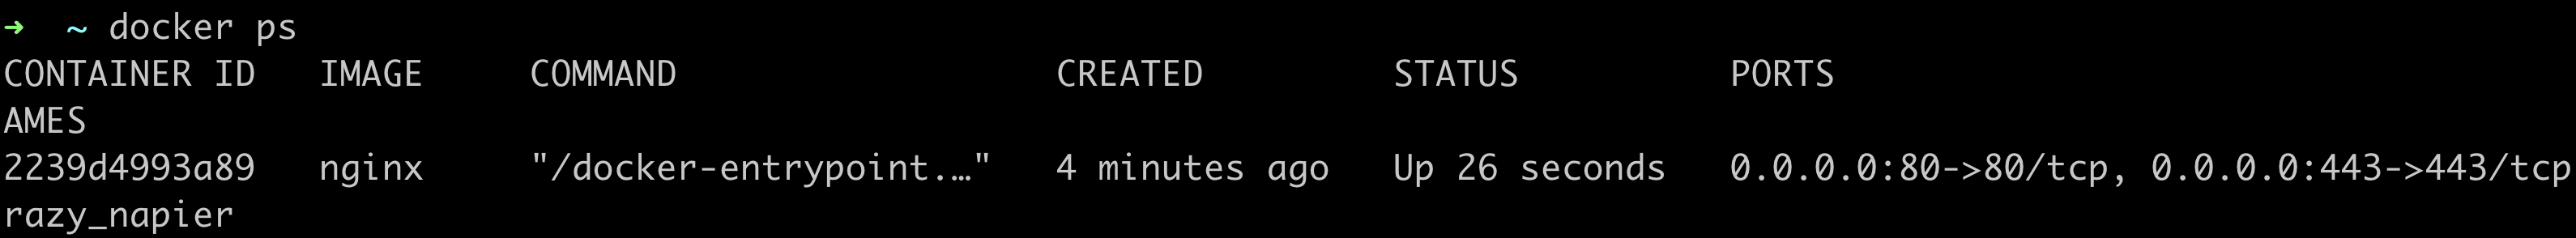 ➜  ~ docker ps
CONTAINER ID   IMAGE     COMMAND                  CREATED         STATUS          PORTS
AMES
2239d4993a89   nginx     "/docker-entrypoint.…"   4 minutes ago   Up 26 seconds   0.0.0.0:80->80/tcp, 0.0.0.0:443->443/tcp
razy_napier